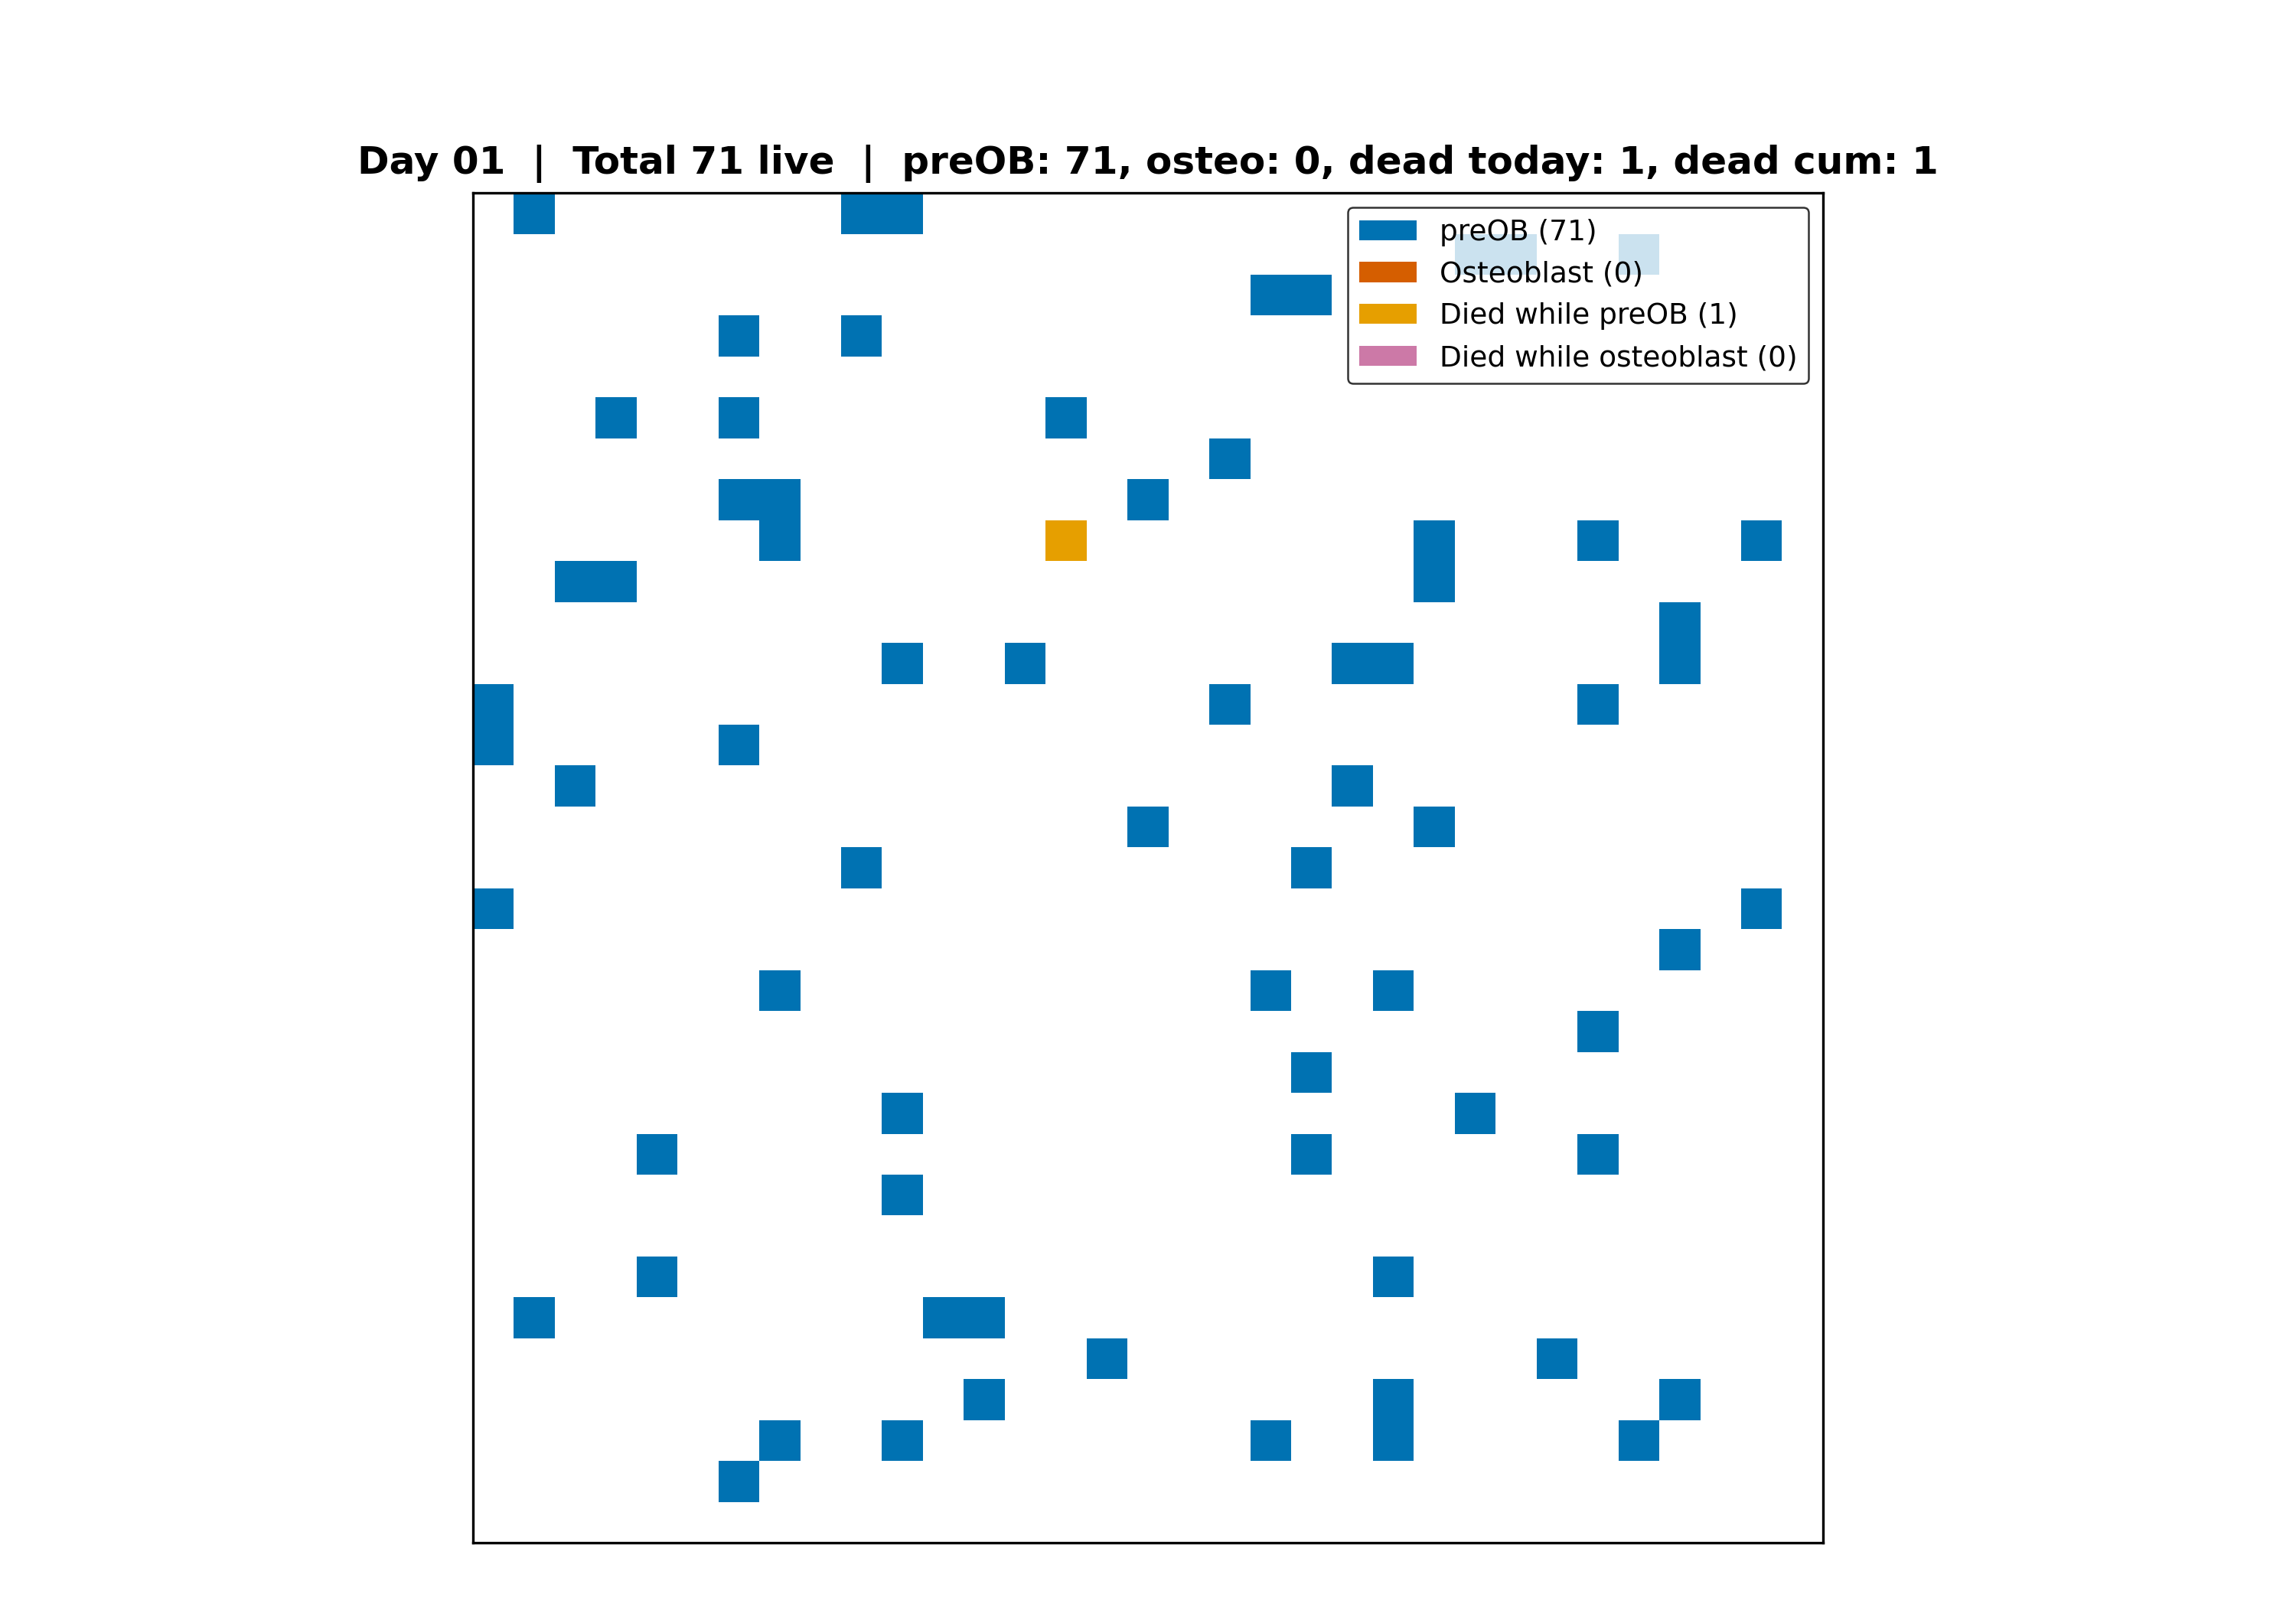 Day 01 | Total 71 live | preOB: 71, osteo: 0, dead today: 1, dead cum: 1
preOB (71)
Osteoblast (0)
Died while preOB (1)
Died while osteoblast (0)